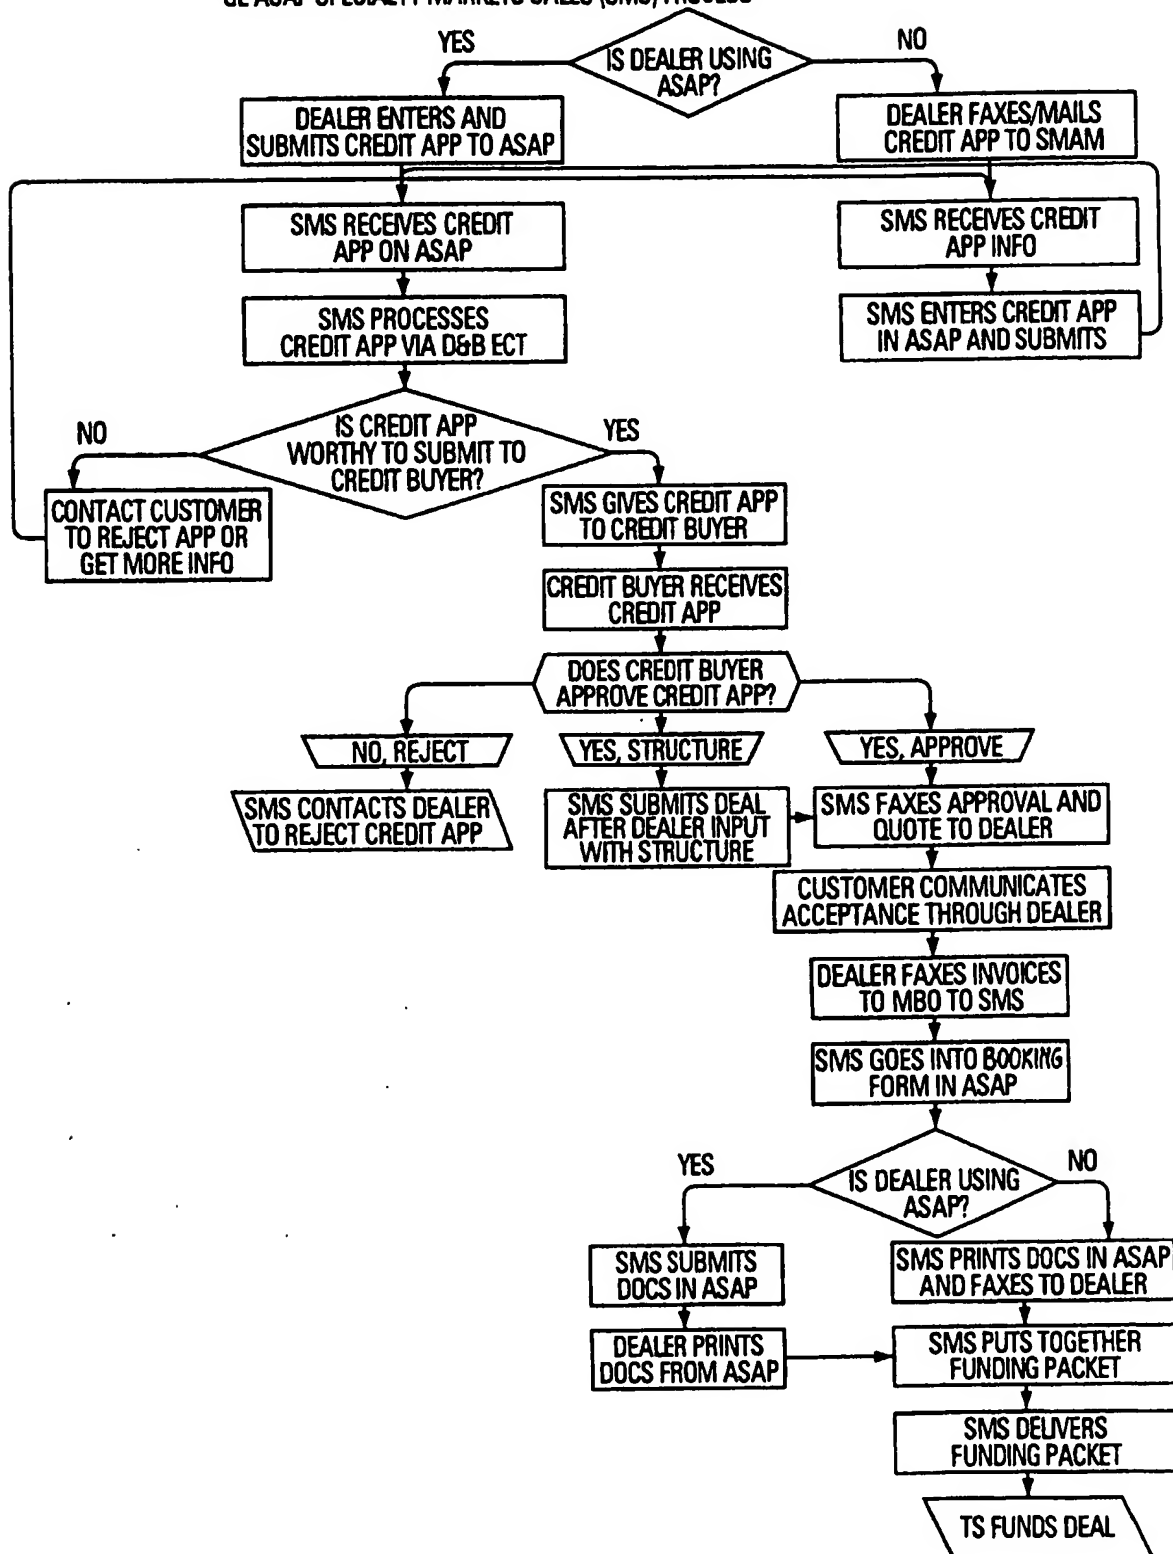 GE ASAP SPECIALTY MARKETS SALES (SMS) PROCESS
IS DEALER USING
ASAP?
YES
NO
DEALER ENTERS AND
SUBMITS CREDIT APP TO ASAP
DEALER FAXES/MAILS
CREDIT APP TO SMAM
SMS RECEIVES CREDIT
APP ON ASAP
SMS RECEIVES CREDIT
APP INFO
SMS PROCESSES
CREDIT APP VIA D&B ECT
SMS ENTERS CREDIT APP
IN ASAP AND SUBMITS
IS CREDIT APP
WORTHY TO SUBMIT TO
CREDIT BUYER?
NO
YES
CONTACT CUSTOMER
TO REJECT APP OR
GET MORE INFO
SMS GIVES CREDIT APP
TO CREDIT BUYER
CREDIT BUYER RECEIVES
CREDIT APP
DOES CREDIT BUYER
APPROVE CREDIT APP?
NO, REJECT
YES, STRUCTURE
YES, APPROVE
SMS CONTACTS DEALER
TO REJECT CREDIT APP
SMS SUBMITS DEAL
AFTER DEALER INPUT
WITH STRUCTURE
SMS FAXES APPROVAL AND
QUOTE TO DEALER
CUSTOMER COMMUNICATES
ACCEPTANCE THROUGH DEALER
DEALER FAXES INVOICES
TO MBO TO SMS
SMS GOES INTO BOOKING
FORM IN ASAP
IS DEALER USING
ASAP?
YES
NO
SMS SUBMITS
DOCS IN ASAP
SMS PRINTS DOCS IN ASAP
AND FAXES TO DEALER
DEALER PRINTS
DOCS FROM ASAP
SMS PUTS TOGETHER
FUNDING PACKET
SMS DELIVERS
FUNDING PACKET
TS FUNDS DEAL